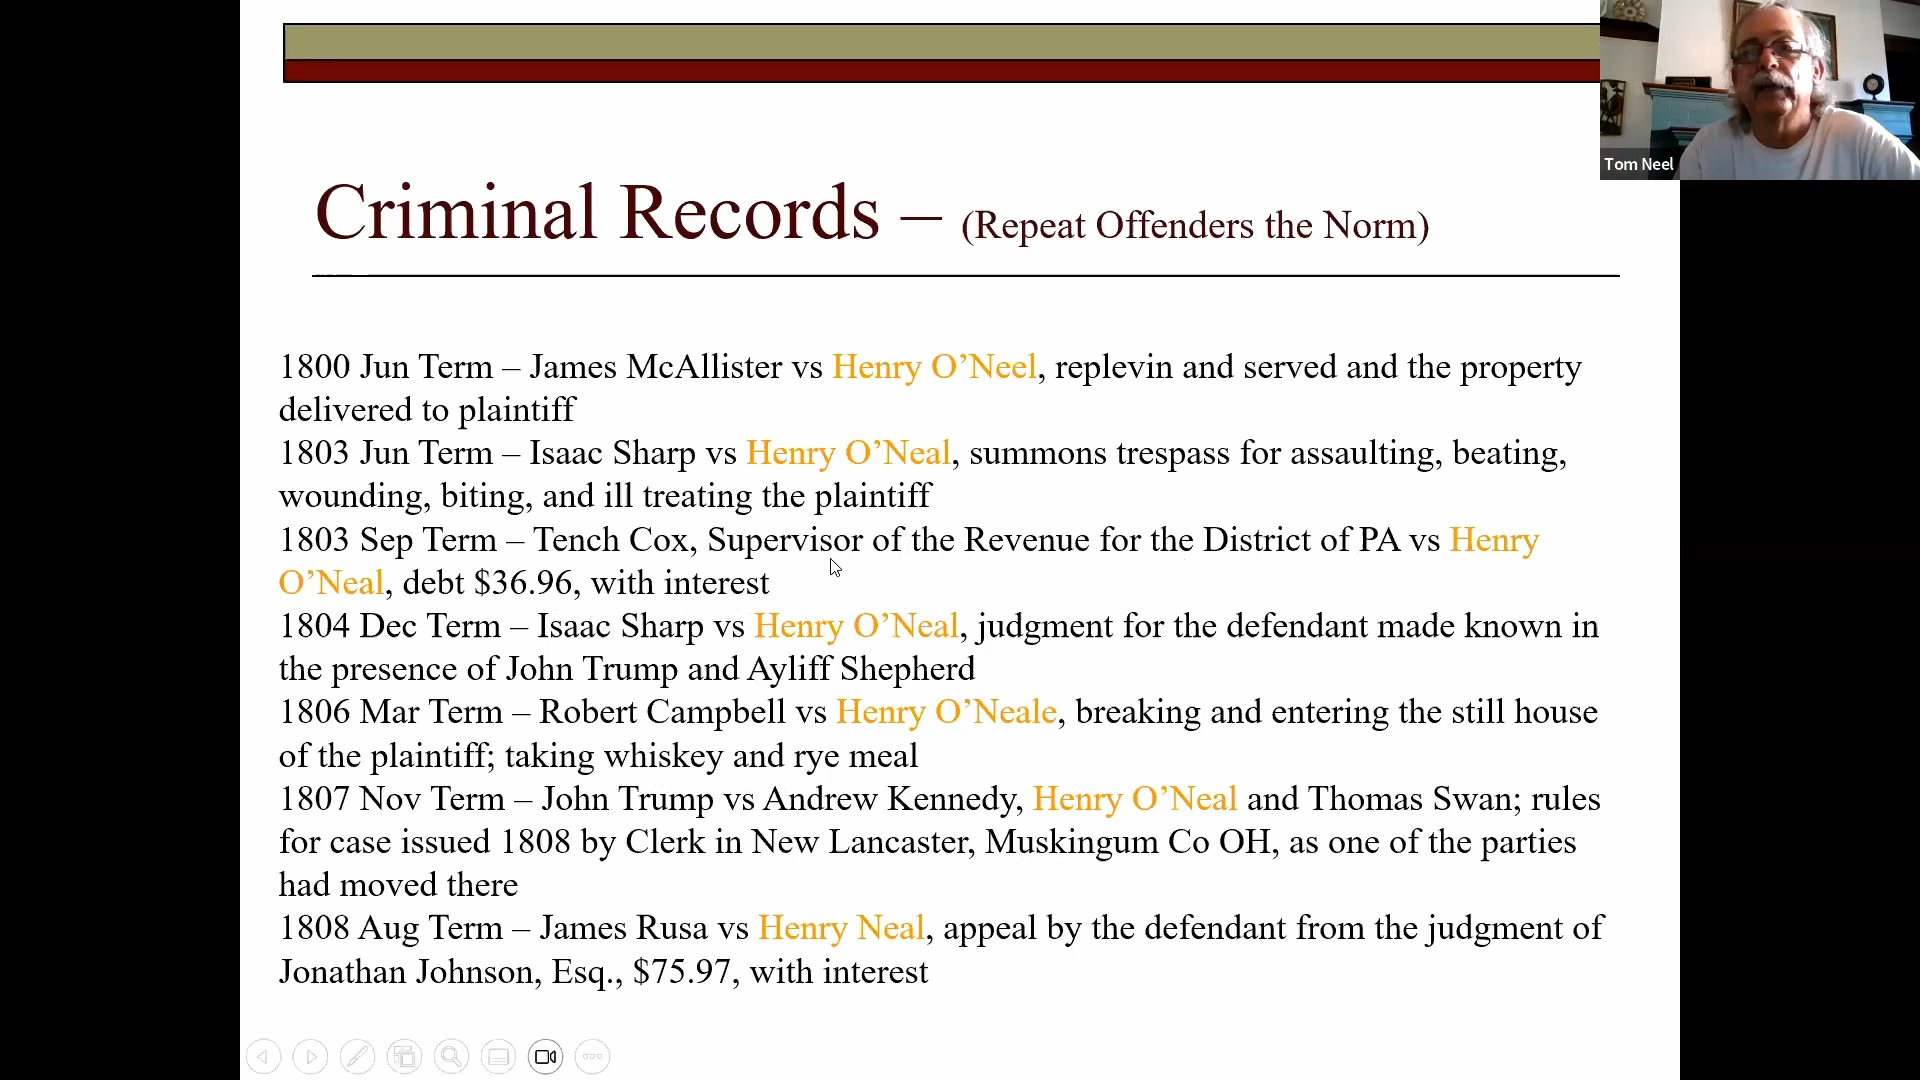 Tom Neel
Criminal Records – (Repeat Offenders the Norm)
1800 Jun Term – James McAllister vs Henry O’Neel, replevin and served and the property
delivered to plaintiff
1803 Jun Term – Isaac Sharp vs Henry O’Neal, summons trespass for assaulting, beating,
wounding, biting, and ill treating the plaintiff
1803 Sep Term – Tench Cox, Supervisor of the Revenue for the District of PA vs Henry
O’Neal, debt $36.96, with interest
1804 Dec Term – Isaac Sharp vs Henry O’Neal, judgment for the defendant made known in
the presence of John Trump and Ayliff Shepherd
1806 Mar Term – Robert Campbell vs Henry O’Neale, breaking and entering the still house
of the plaintiff; taking whiskey and rye meal
1807 Nov Term – John Trump vs Andrew Kennedy, Henry O’Neal and Thomas Swan; rules
for case issued 1808 by Clerk in New Lancaster, Muskingum Co OH, as one of the parties
had moved there
1808 Aug Term – James Rusa vs Henry Neal, appeal by the defendant from the judgment of
Jonathan Johnson, Esq., $75.97, with interest